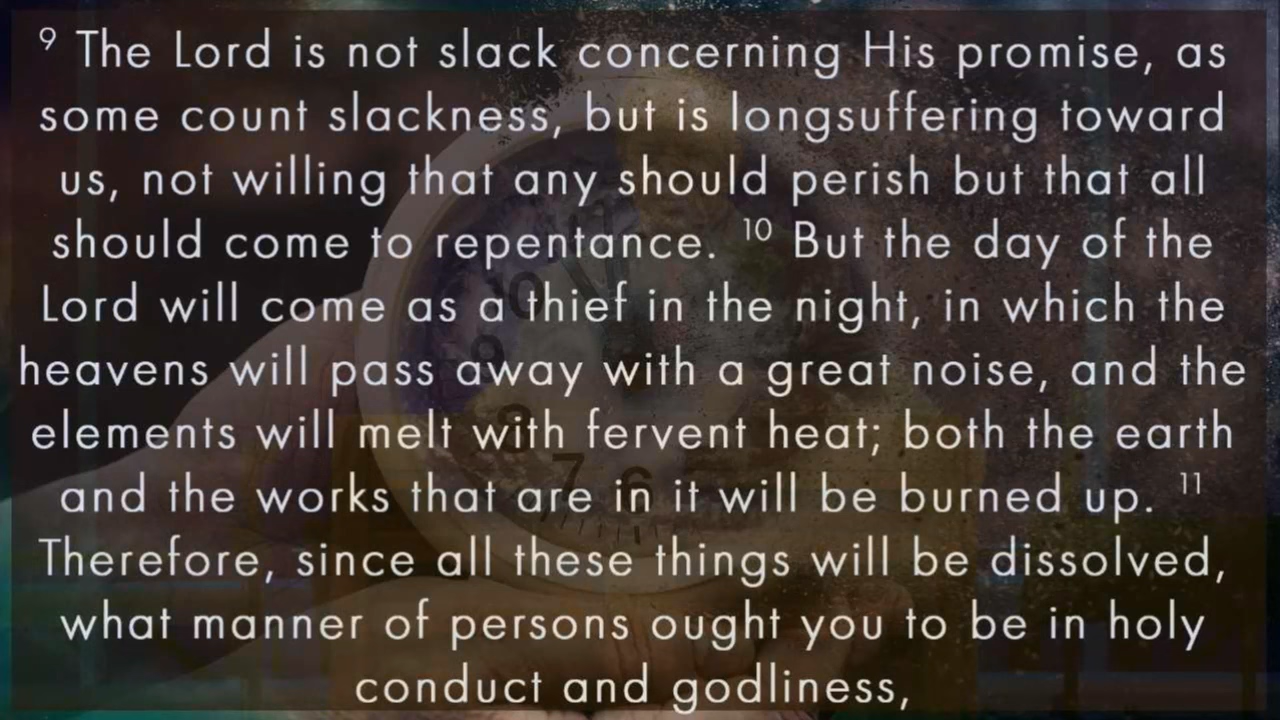 9 The Lord is not slack concerning His promise, as
some count slackness, but is longsuffering toward
us, not willing that any should perish but that all
should come to repentance. 10 But the day of the
Lord will come as a thief in the night, in which the
heavens will pass away with a great noise, and the
elements will melt with fervent heat; both the earth
and the works that are in it will be burned up. 11
Therefore, since all these things will be dissolved,
what manner of persons ought you to be in holy
conduct and godliness,
10
9
8
7
6